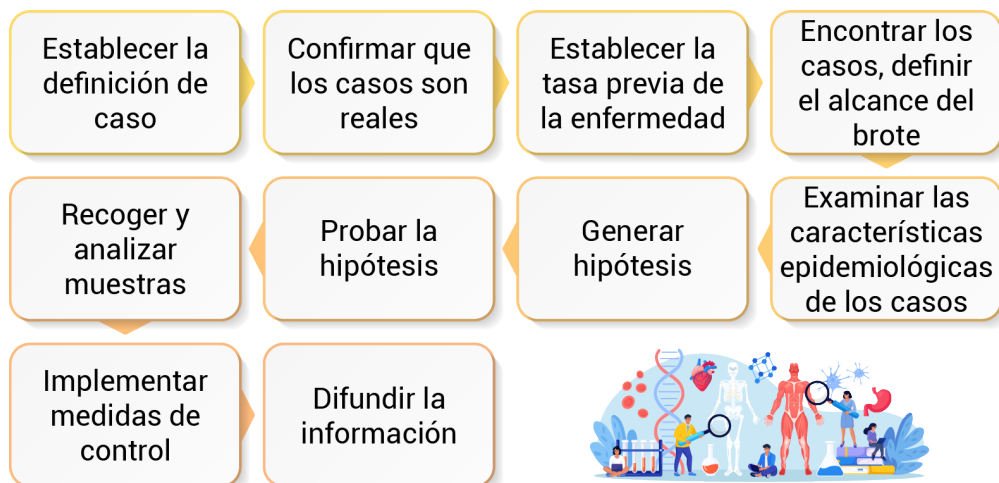 Establecer la
definición de
caso
Confirmar que
los casos son
reales
Establecer la
tasa previa de
la enfermedad
Encontrar los
casos, definir
el alcance del
brote
Examinar las
características
epidemiológicas
de los casos
Generar
hipótesis
Probar la
hipótesis
Recoger y
analizar
muestras
Implementar
medidas de
control
Difundir la
información